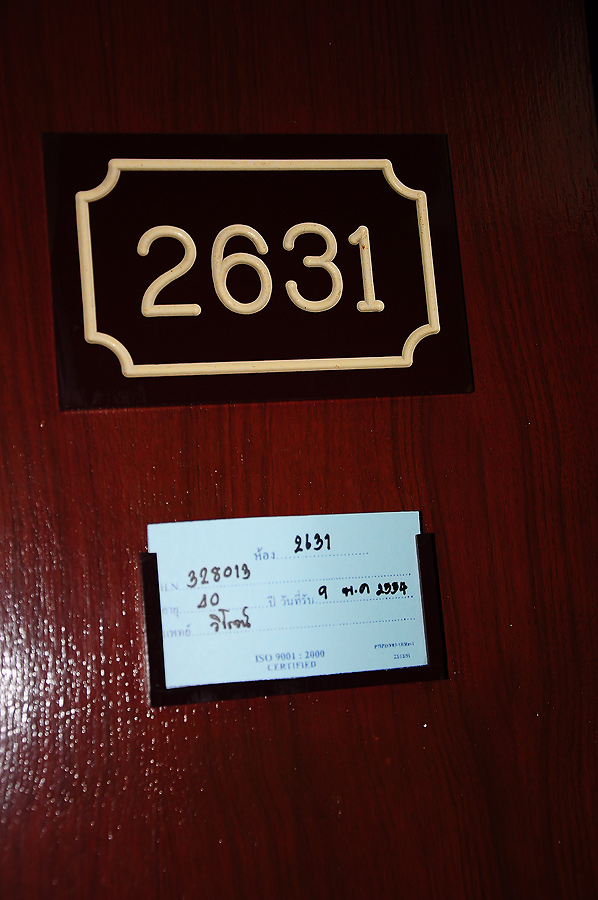 2631
ห้อง 2631
H.N. 328013
อายุ 40 ปี วันที่รับ 9 พ.ค 2554
แพทย์ วิโรจน์
ISO 9001 : 2000
CERTIFIED